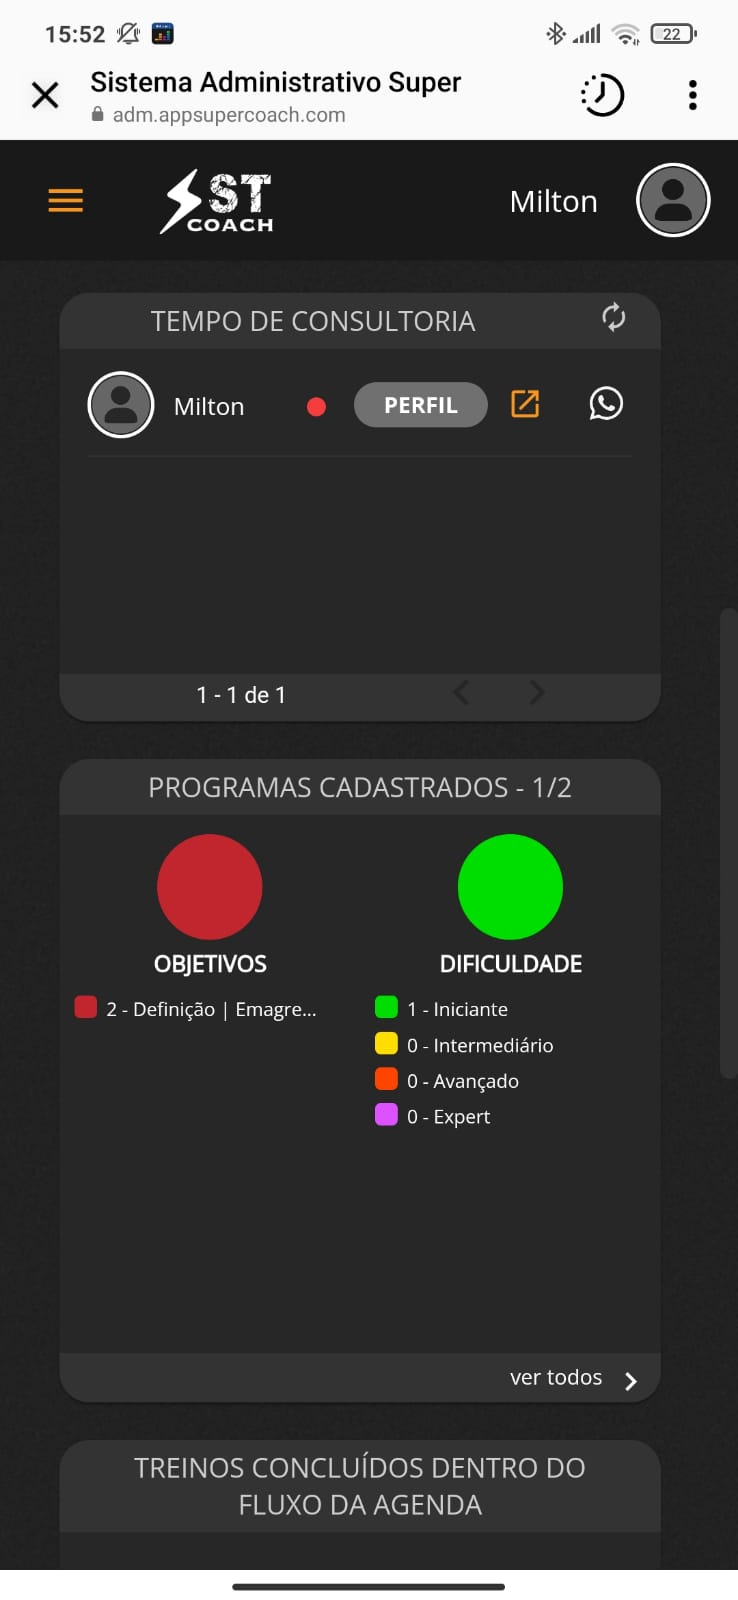 15:52
22
Sistema Administrativo Super
adm.appsupercoach.com
ST
COACH
Milton
TEMPO DE CONSULTORIA
Milton
PERFIL
1 - 1 de 1
PROGRAMAS CADASTRADOS - 1/2
OBJETIVOS
2 - Definição | Emagre...
DIFICULDADE
1 - Iniciante
0 - Intermediário
0 - Avançado
0 - Expert
ver todos
TREINOS CONCLUÍDOS DENTRO DO
FLUXO DA AGENDA